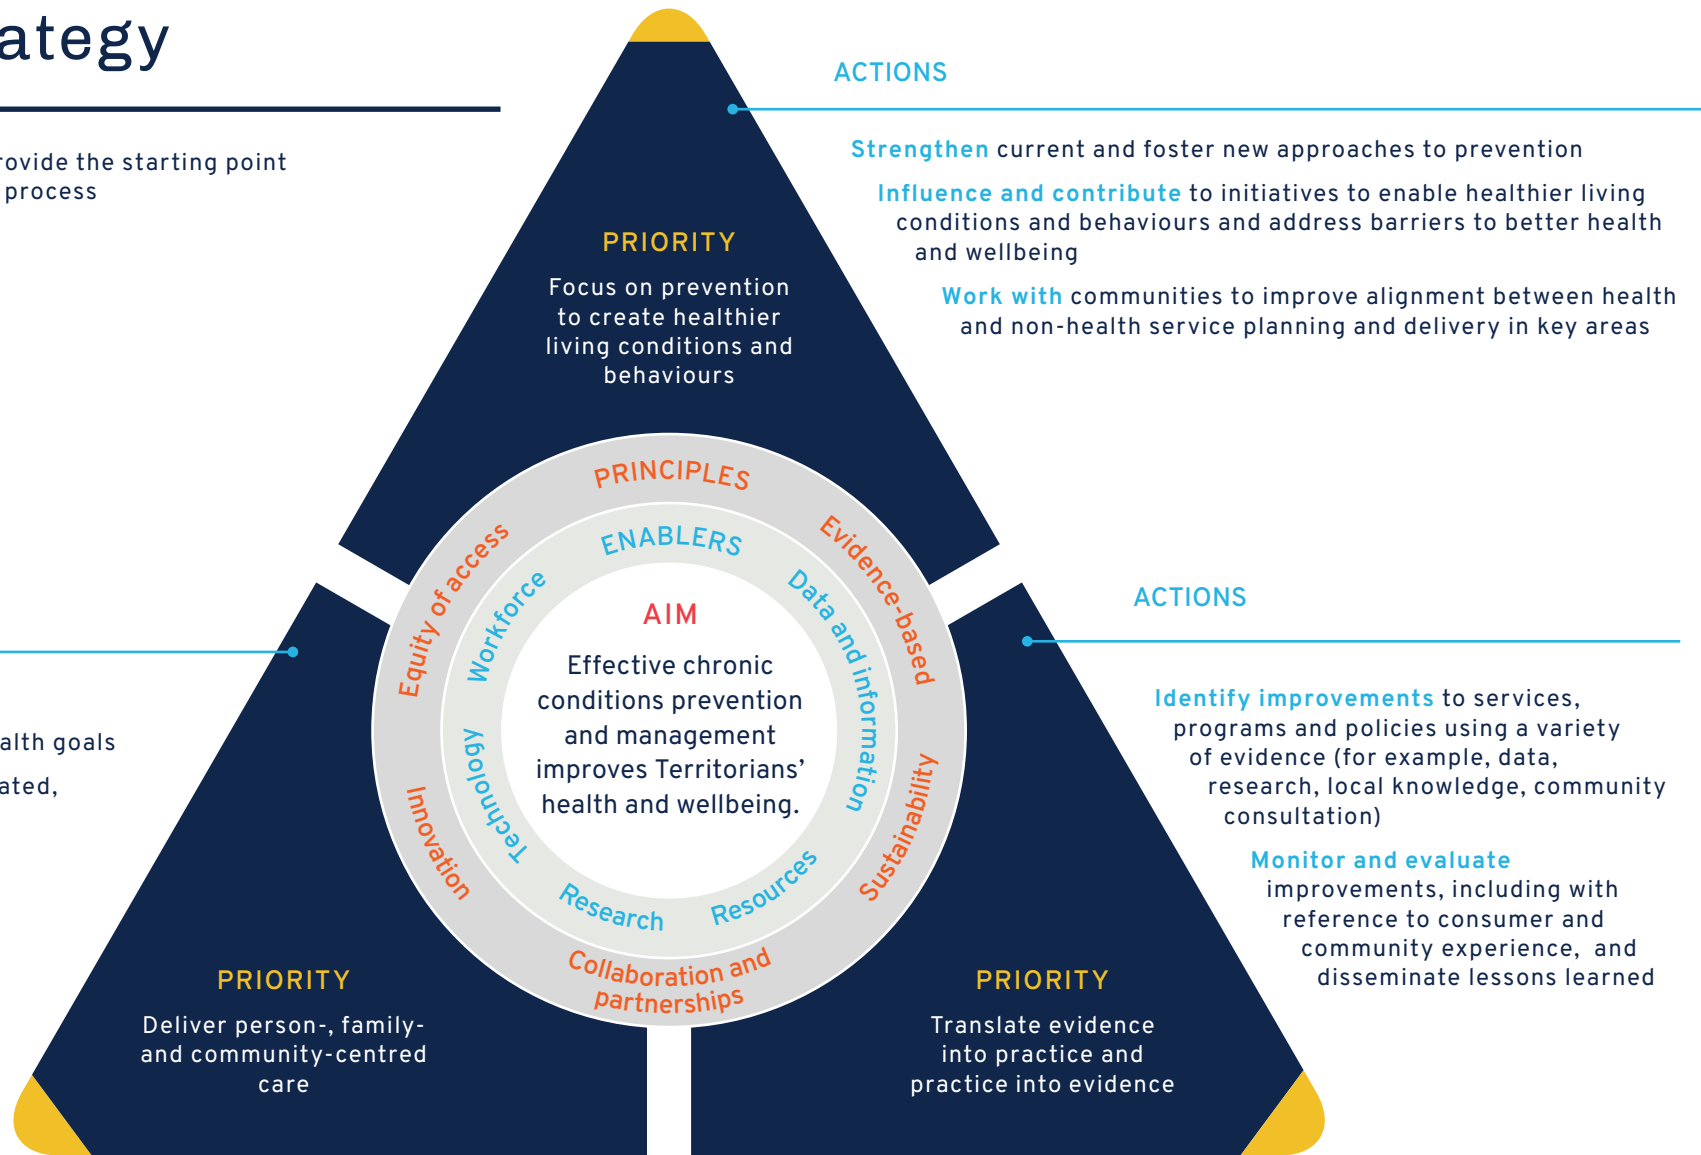 ategy
rovide the starting point
process
ACTIONS
Strengthen current and foster new approaches to prevention
Influence and contribute to initiatives to enable healthier living
conditions and behaviours and address barriers to better health
and wellbeing
Work with communities to improve alignment between health
and non-health service planning and delivery in key areas
PRIORITY
Focus on prevention
to create healthier
living conditions and
behaviours
PRINCIPLES
Equity of access
Evidence-based
Sustainability
Collaboration and
partnerships
Innovation
ENABLERS
Workforce
Data and information
Resources
Research
Technology
AIM
Effective chronic
conditions prevention
and management
improves Territorians’
health and wellbeing.
alth goals
ated,
PRIORITY
Deliver person-, family-
and community-centred
care
PRIORITY
Translate evidence
into practice and
practice into evidence
ACTIONS
Identify improvements to services,
programs and policies using a variety
of evidence (for example, data,
research, local knowledge, community
consultation)
Monitor and evaluate
improvements, including with
reference to consumer and
community experience, and
disseminate lessons learned